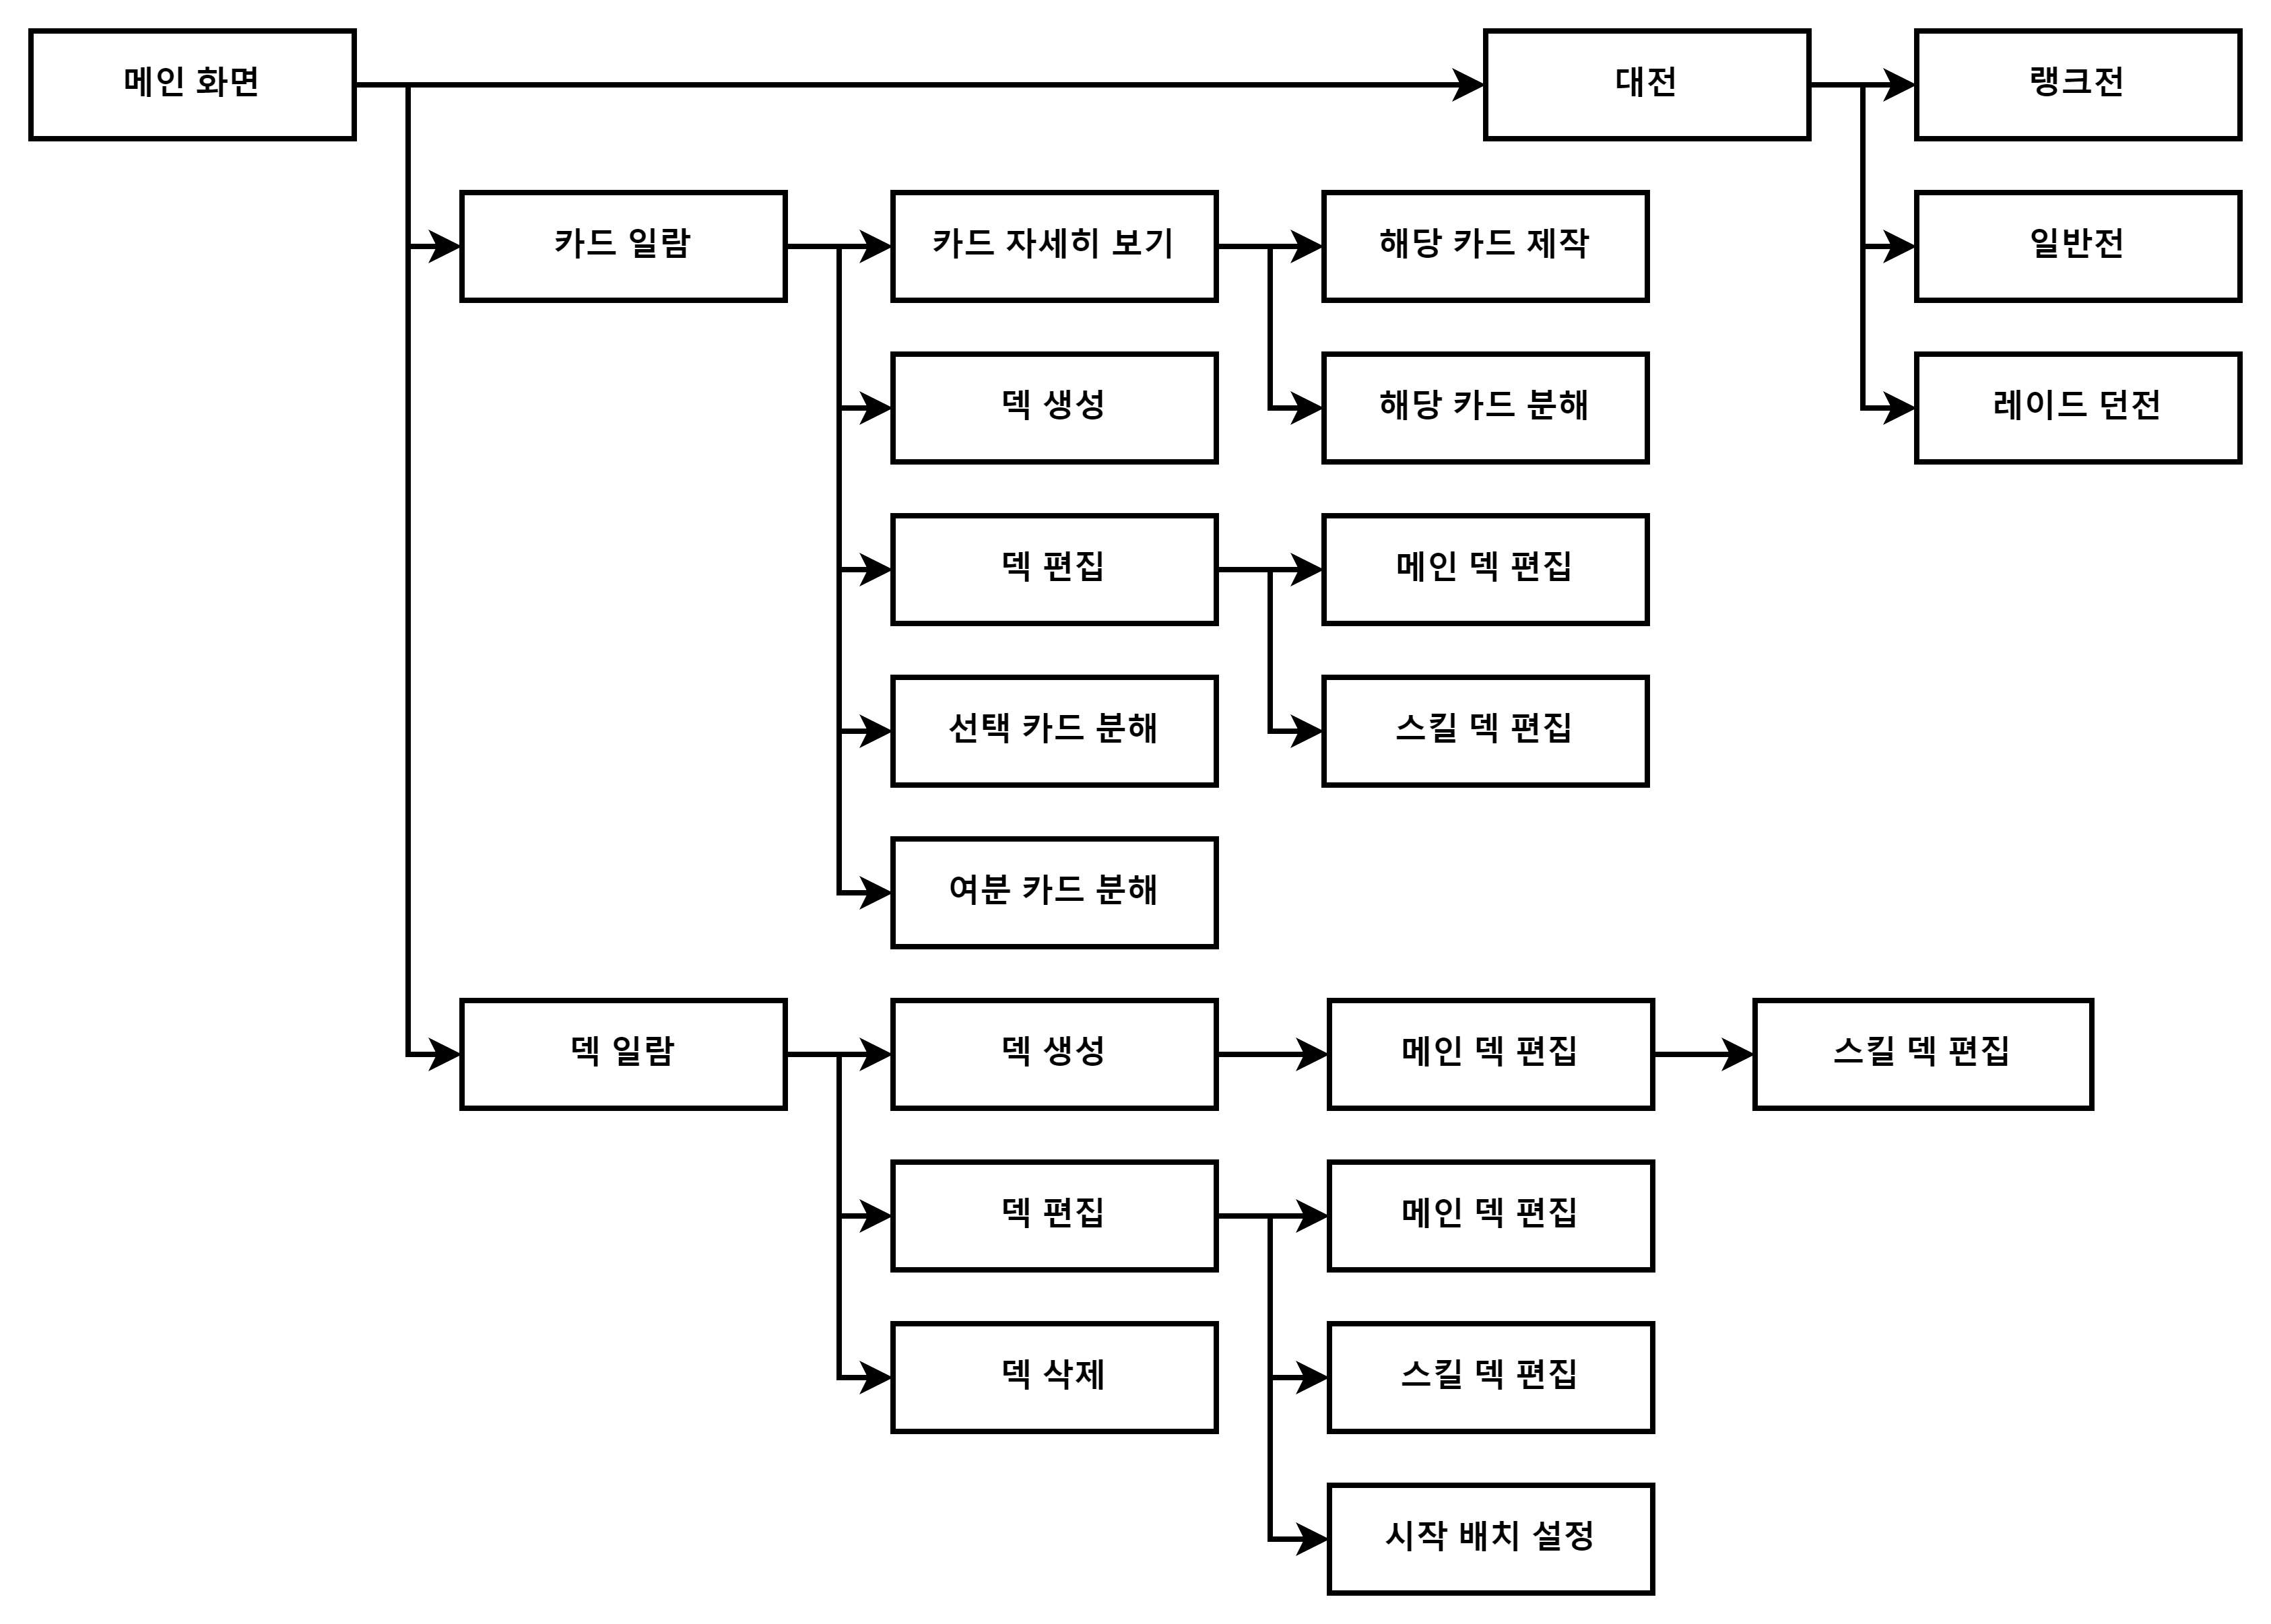 메인 화면
대전
랭크전
카드 일람
카드 자세히 보기
해당 카드 제작
일반전
덱 생성
해당 카드 분해
레이드 던전
덱 편집
메인 덱 편집
선택 카드 분해
스킬 덱 편집
여분 카드 분해
덱 일람
덱 생성
메인 덱 편집
스킬 덱 편집
덱 편집
메인 덱 편집
덱 삭제
스킬 덱 편집
시작 배치 설정